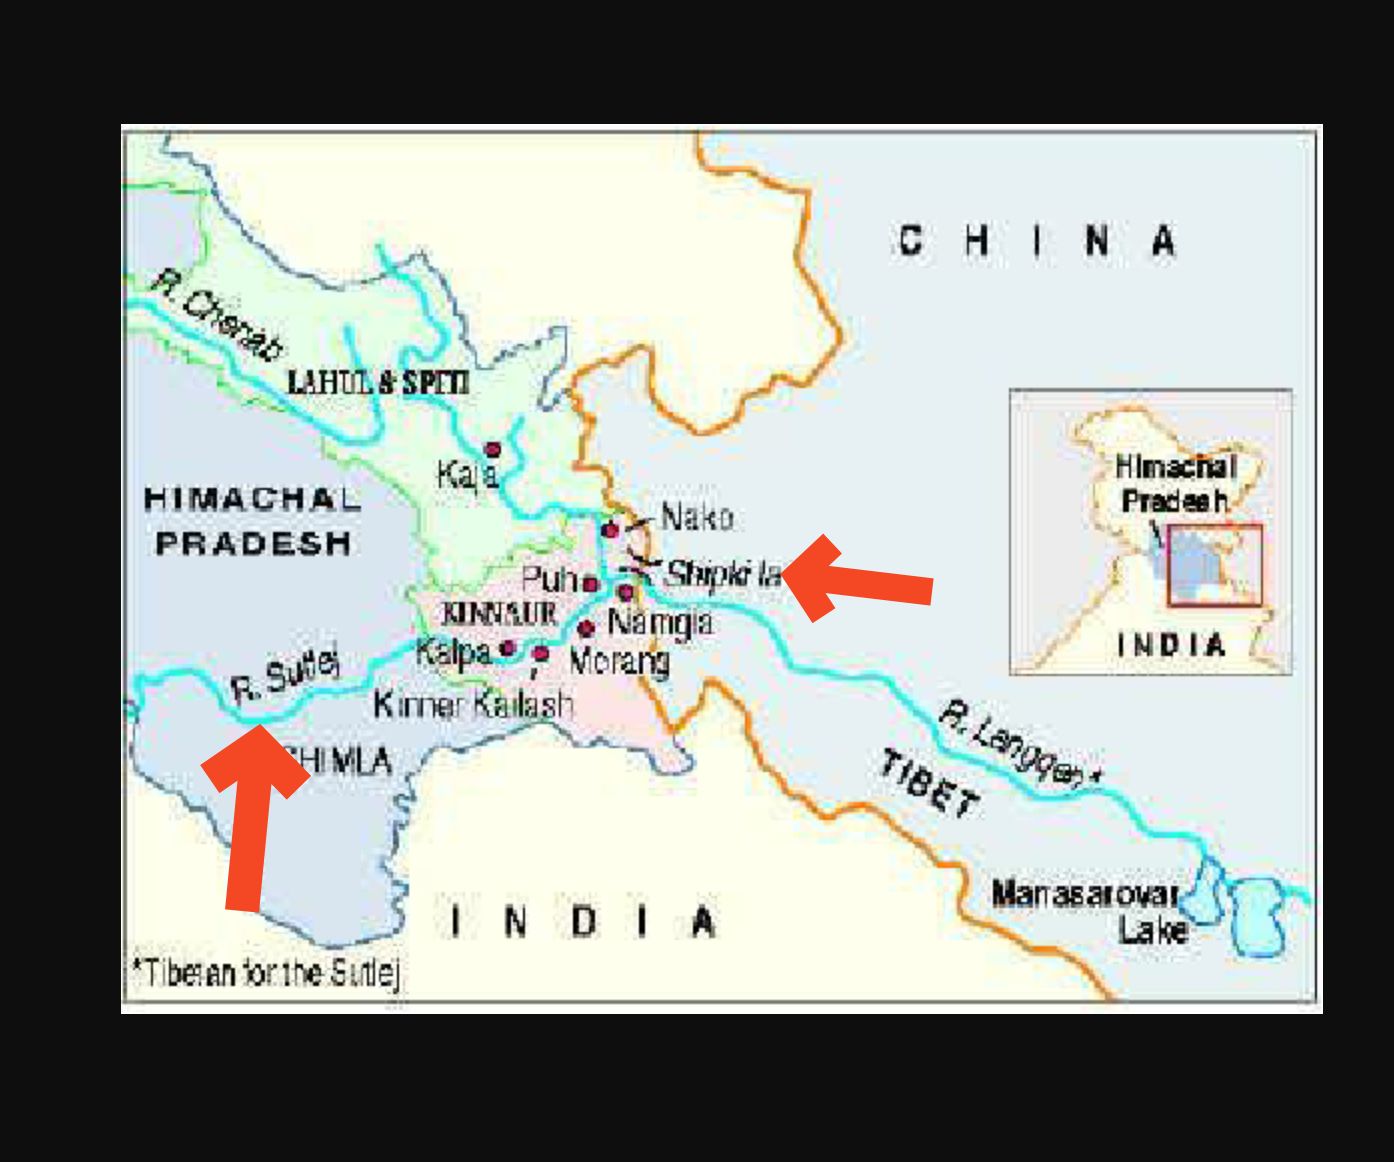 CHINA
R. Chenab
LAHUL & SPITI
Kaja
HIMACHAL
PRADESH
Nako
Shipki la
Puh
KINNAUR
Namgia
Kalpa
Morang
R. Sutlej
Kinner Kailash
HIMLA
R. Langqen*
TIBET
Manasarovar
Lake
INDIA
*Tibetan for the Sutlej
Himachal
Pradesh
INDIA